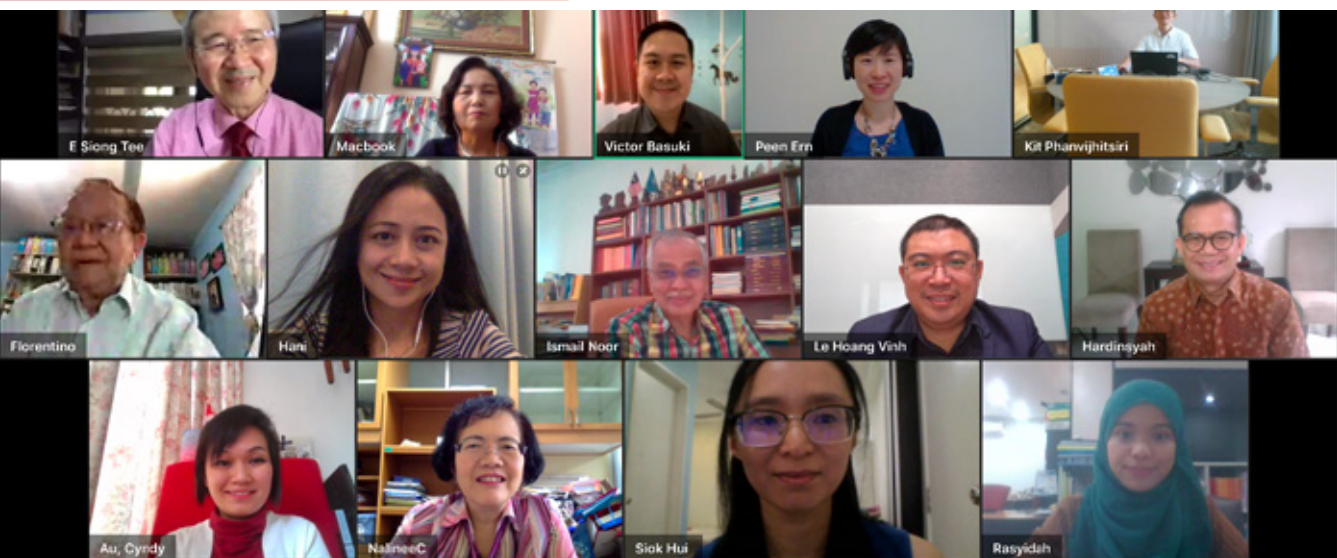 E Siong Tee
Macbook
Victor Basuki
Peen Ern
Kit Phanvijhitsiri
Florentino
Hani
Ismail Noor
Le Hoang Vinh
Hardinsyah
Au, Cyndy
NalineeC
Siok Hui
Rasyidah